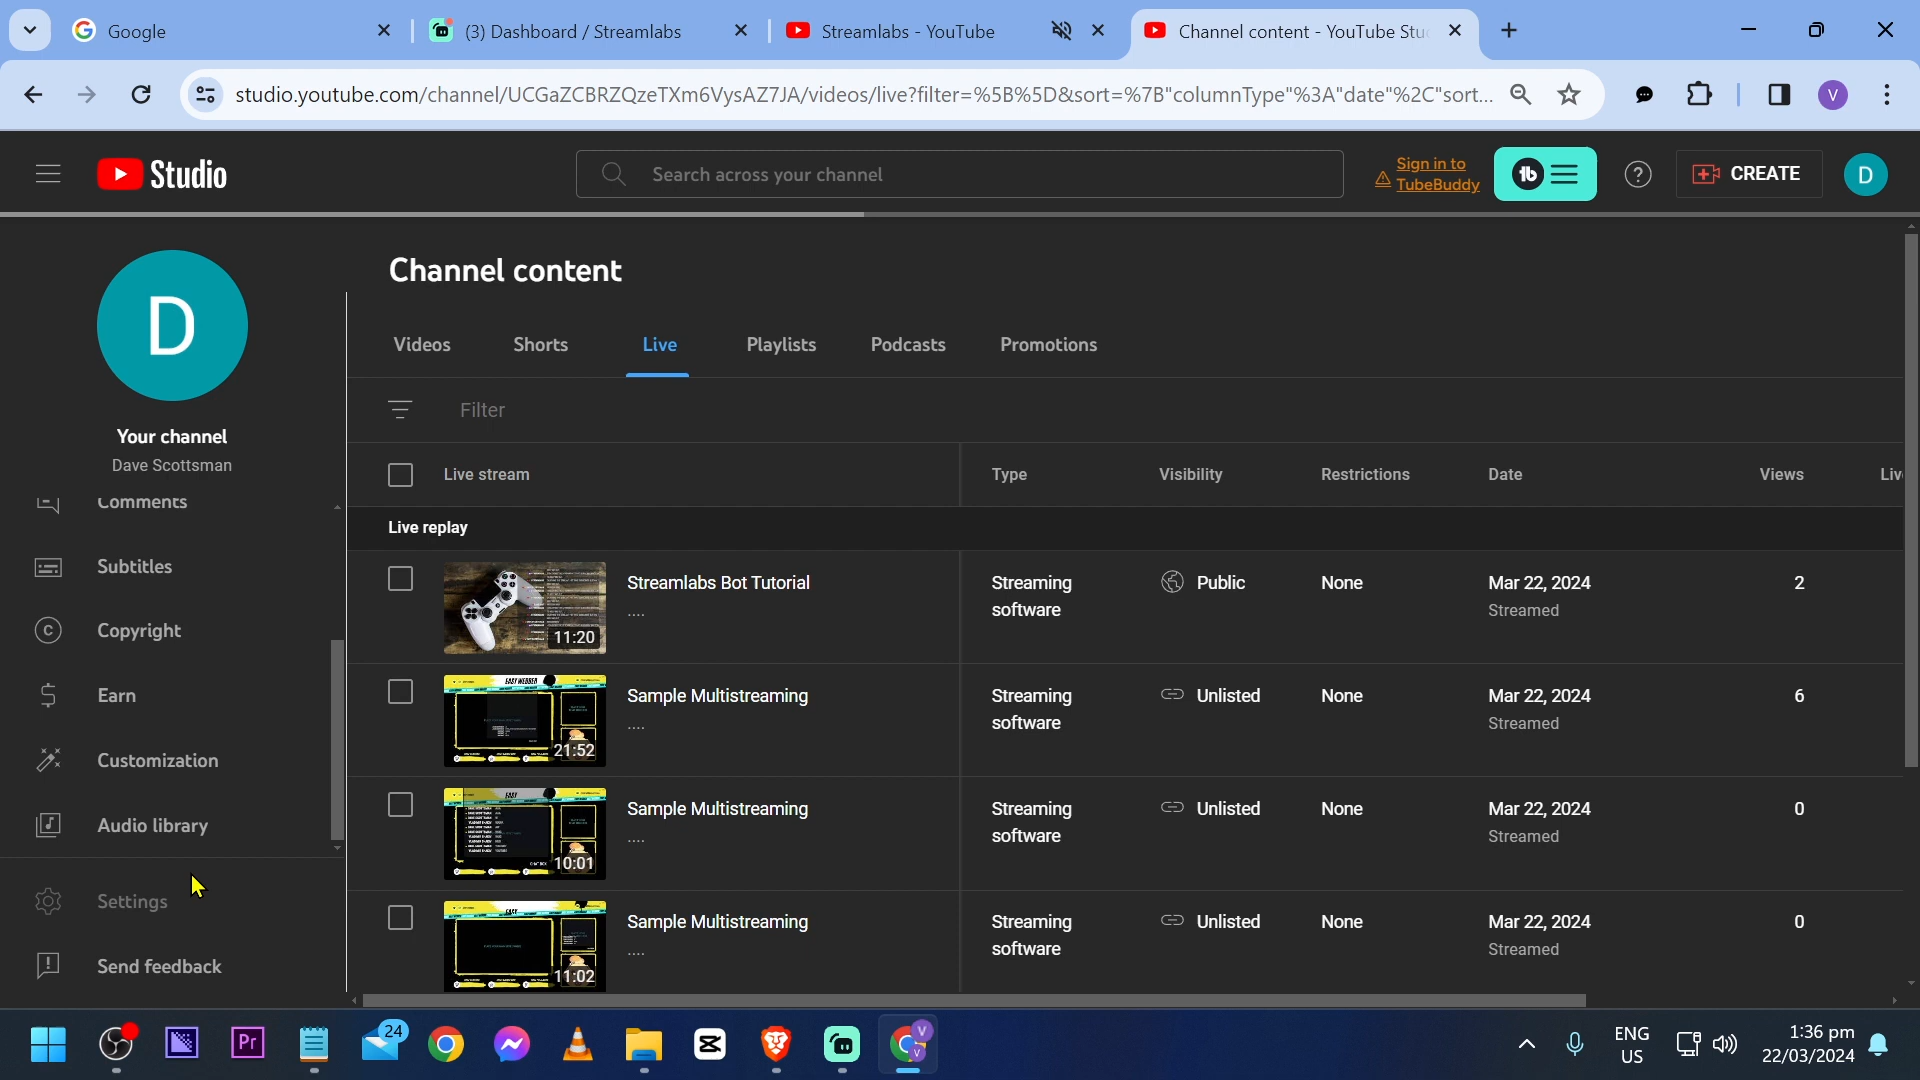 Google
(3) Dashboard / Streamlabs
Streamlabs - YouTube
Channel content - YouTube Stu
studio.youtube.com/channel/UCGaZCBRZQzeTXm6VysAZ7JA/videos/live?filter=%5B%5D&sort=%7B"columnType"%3A"date"%2C"sort...
V
Studio
Search across your channel
Sign in to
TubeBuddy
CREATE
D
D
Your channel
Dave Scottsman
Comments
Subtitles
Copyright
Earn
Customization
Audio library
Settings
Send feedback
Channel content
Videos
Shorts
Live
Playlists
Podcasts
Promotions
Filter
Live stream
Type
Visibility
Restrictions
Date
Views
Liv
Live replay
11:20
Streamlabs Bot Tutorial
....
Streaming
software
Public
None
Mar 22, 2024
Streamed
2
21:52
Sample Multistreaming
....
Streaming
software
Unlisted
None
Mar 22, 2024
Streamed
6
10:01
Sample Multistreaming
....
Streaming
software
Unlisted
None
Mar 22, 2024
Streamed
0
11:02
Sample Multistreaming
....
Streaming
software
Unlisted
None
Mar 22, 2024
Streamed
0
Pr
24
ENG
US
1:36 pm
22/03/2024